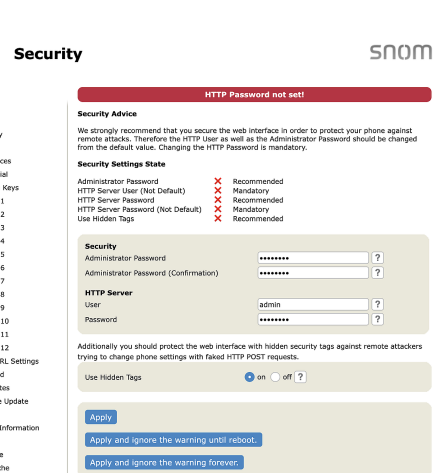 Security
snom
HTTP Password not set!
Security Advice
We strongly recommend that you secure the web interface in order to protect your phone against
remote attacks. Therefore the HTTP User as well as the Administrator Password should be changed
from the default value. Changing the HTTP Password is mandatory.
Security Settings State
Administrator Password Recommended
HTTP Server User (Not Default) Mandatory
HTTP Server Password Recommended
HTTP Server Password (Not Default) Mandatory
Use Hidden Tags Recommended
Security
Administrator Password •••••••• ?
Administrator Password (Confirmation) •••••••• ?
HTTP Server
User admin ?
Password •••••••• ?
Additionally you should protect the web interface with hidden security tags against remote attackers
trying to change phone settings with faked HTTP POST requests.
Use Hidden Tags on off ?
Apply
Apply and ignore the warning until reboot.
Apply and ignore the warning forever.
Keys
1
2
3
4
5
6
7
8
9
10
11
12
RL Settings
Update
Information